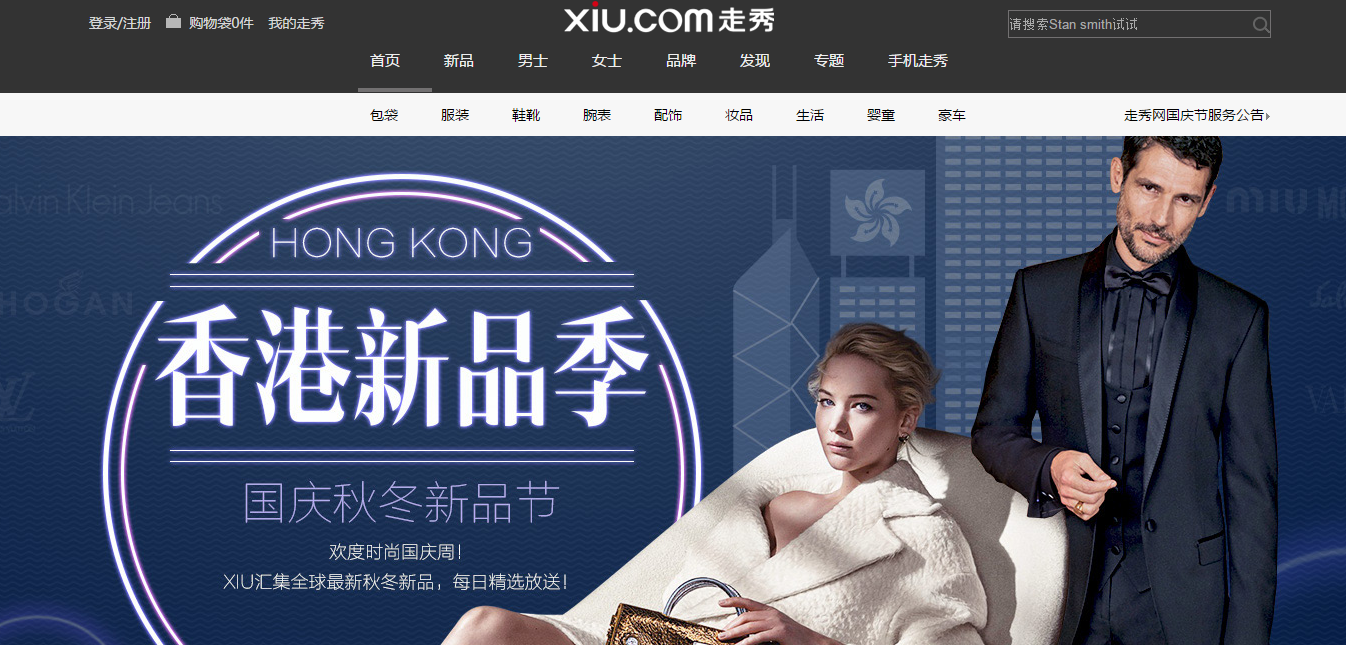 登录/注册 购物袋0件 我的走秀
xiu.com 走秀
请搜索Stan smith试试
首页 新品 男士 女士 品牌 发现 专题 手机走秀
包袋 服装 鞋靴 腕表 配饰 妆品 生活 婴童 豪车 走秀网国庆节服务公告
alvin Klein Jeans
MIU M
HONG KONG
HOGAN
香港新品季
国庆秋冬新品节
欢度时尚国庆周！
XIU汇集全球最新秋冬新品，每日精选放送！